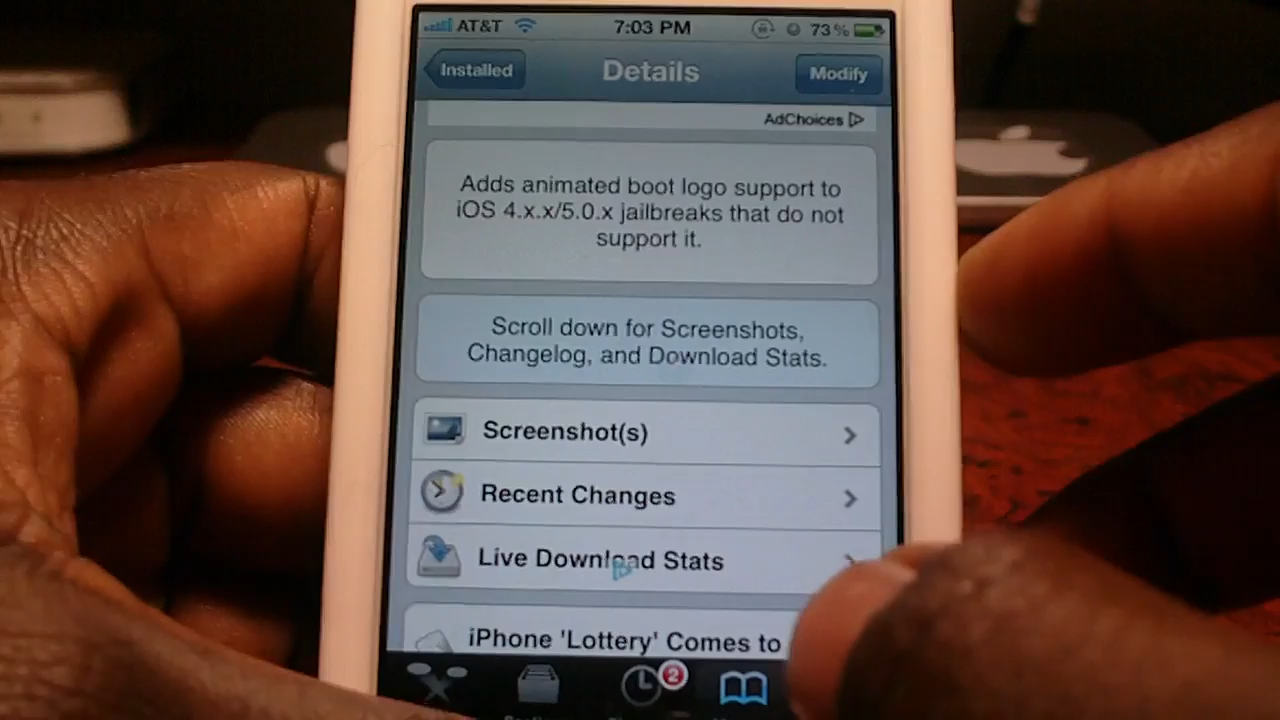 AT&T 7:03 PM 73%
Installed Details Modify
AdChoices
Adds animated boot logo support to
iOS 4.x.x/5.0.x jailbreaks that do not
support it.
Scroll down for Screenshots,
Changelog, and Download Stats.
Screenshot(s)
Recent Changes
Live Download Stats
iPhone 'Lottery' Comes to
2